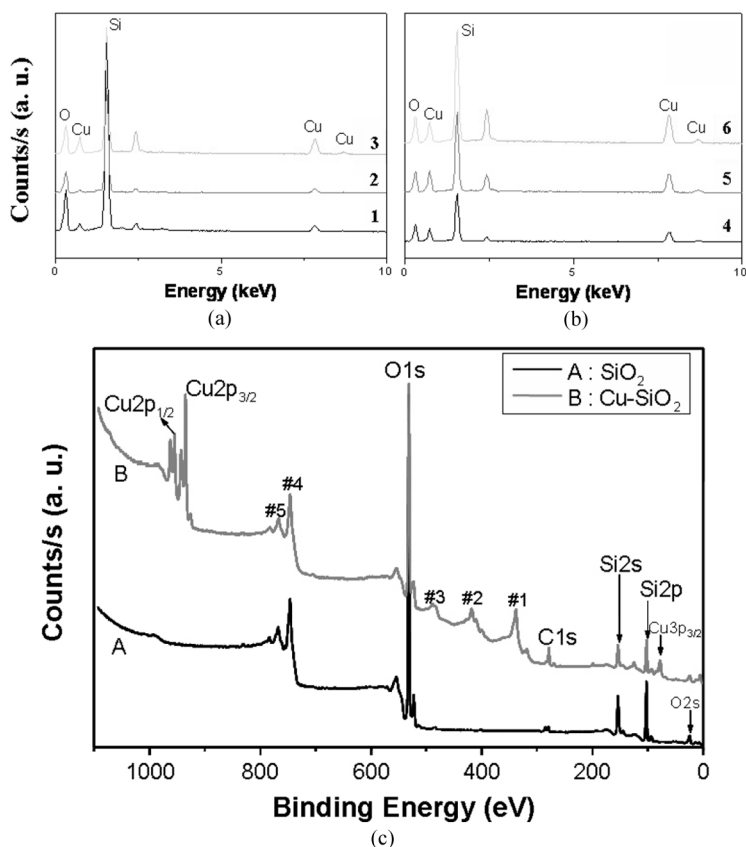 Counts/s (a. u.)
Si
O
Cu
Cu
Cu
3
2
1
0
5
10
Energy (keV)
(a)
Si
O
Cu
Cu
Cu
6
5
4
0
5
10
Energy (keV)
(b)
Counts/s (a. u.)
O1s
A : SiO₂
B : Cu-SiO₂
Cu2p₁/₂
Cu2p₃/₂
B
#5
#4
#3
#2
#1
C1s
Si2s
Si2p
Cu3p₃/₂
O2s
A
1000
800
600
400
200
0
Binding Energy (eV)
(c)